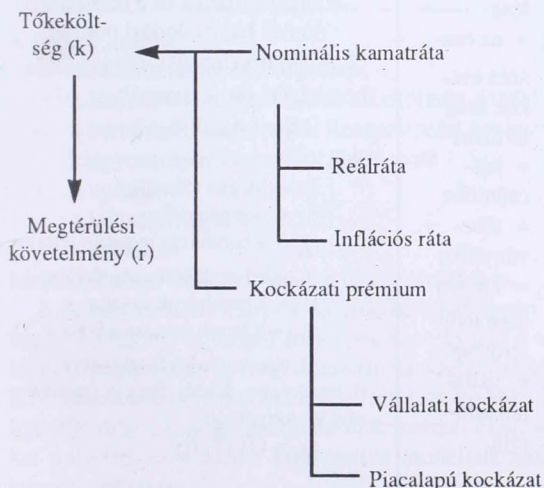 Tőkekölt-
ség (k)
Nominális kamatráta
Reálráta
Megtérülési
követelmény (r)
Inflációs ráta
Kockázati prémium
Vállalati kockázat
Piacalapú kockázat